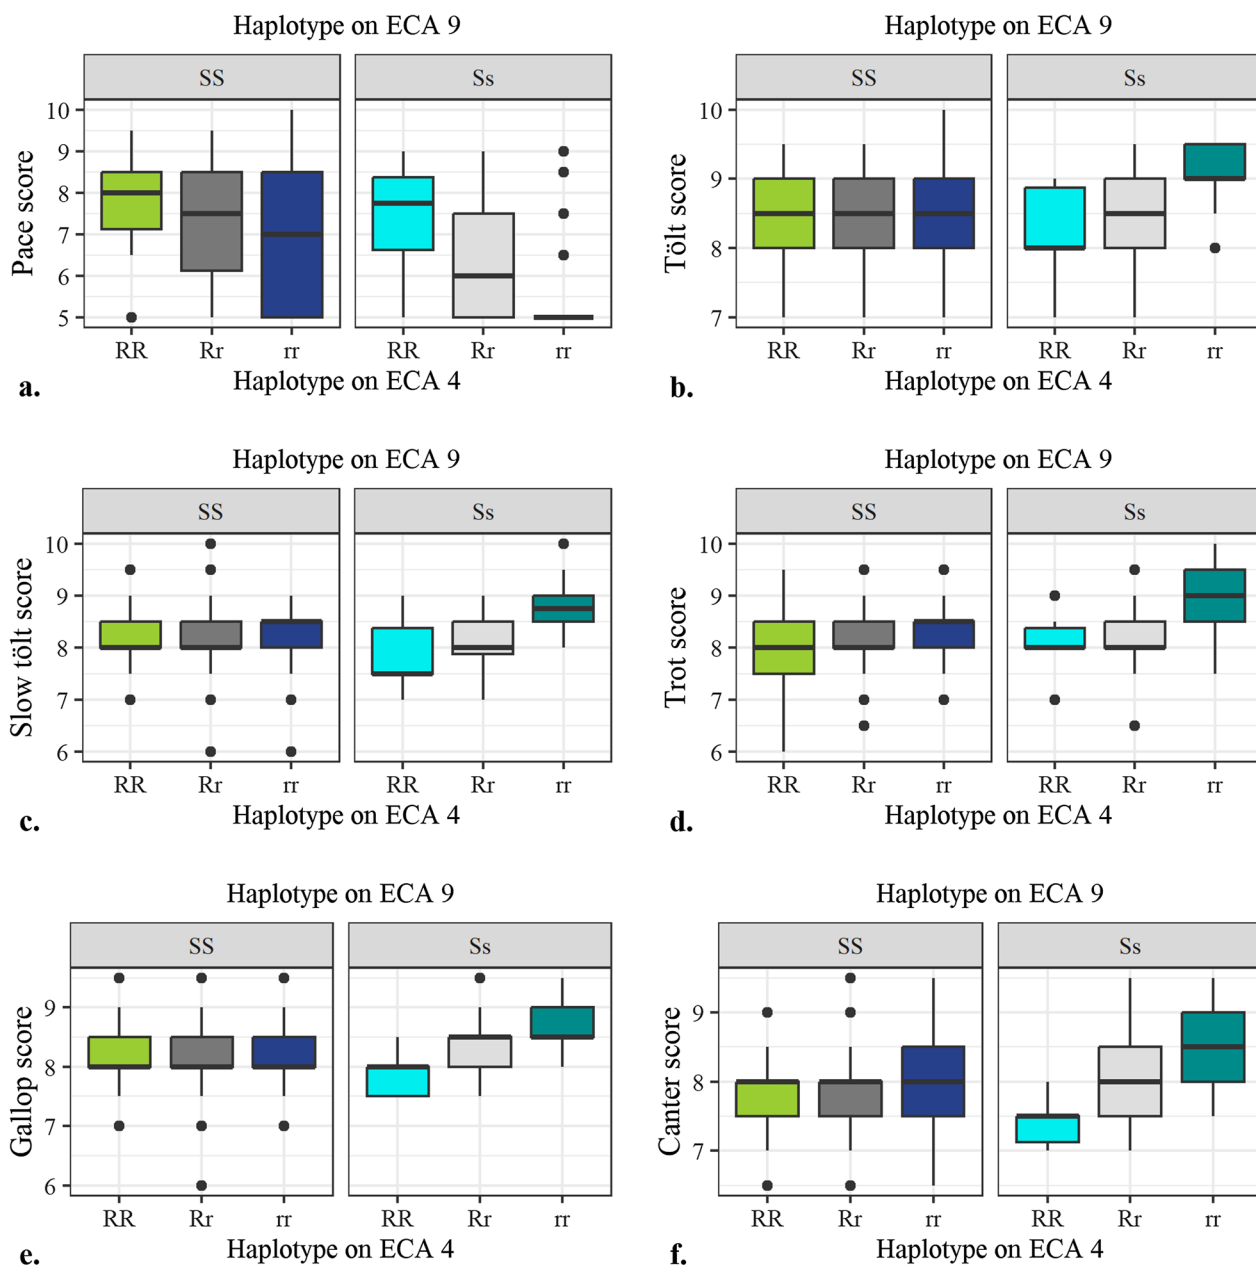 Haplotype on ECA 9
SS
Ss
Pace score
10
9
8
7
6
5
RR
Rr
rr
RR
Rr
rr
Haplotype on ECA 4
a.
Haplotype on ECA 9
SS
Ss
Tölt score
10
9
8
7
RR
Rr
rr
RR
Rr
rr
Haplotype on ECA 4
b.
Haplotype on ECA 9
SS
Ss
Slow tölt score
10
9
8
7
6
RR
Rr
rr
RR
Rr
rr
Haplotype on ECA 4
c.
Haplotype on ECA 9
SS
Ss
Trot score
10
9
8
7
6
RR
Rr
rr
RR
Rr
rr
Haplotype on ECA 4
d.
Haplotype on ECA 9
SS
Ss
Gallop score
9
8
7
6
RR
Rr
rr
RR
Rr
rr
Haplotype on ECA 4
e.
Haplotype on ECA 9
SS
Ss
Canter score
9
8
7
RR
Rr
rr
RR
Rr
rr
Haplotype on ECA 4
f.